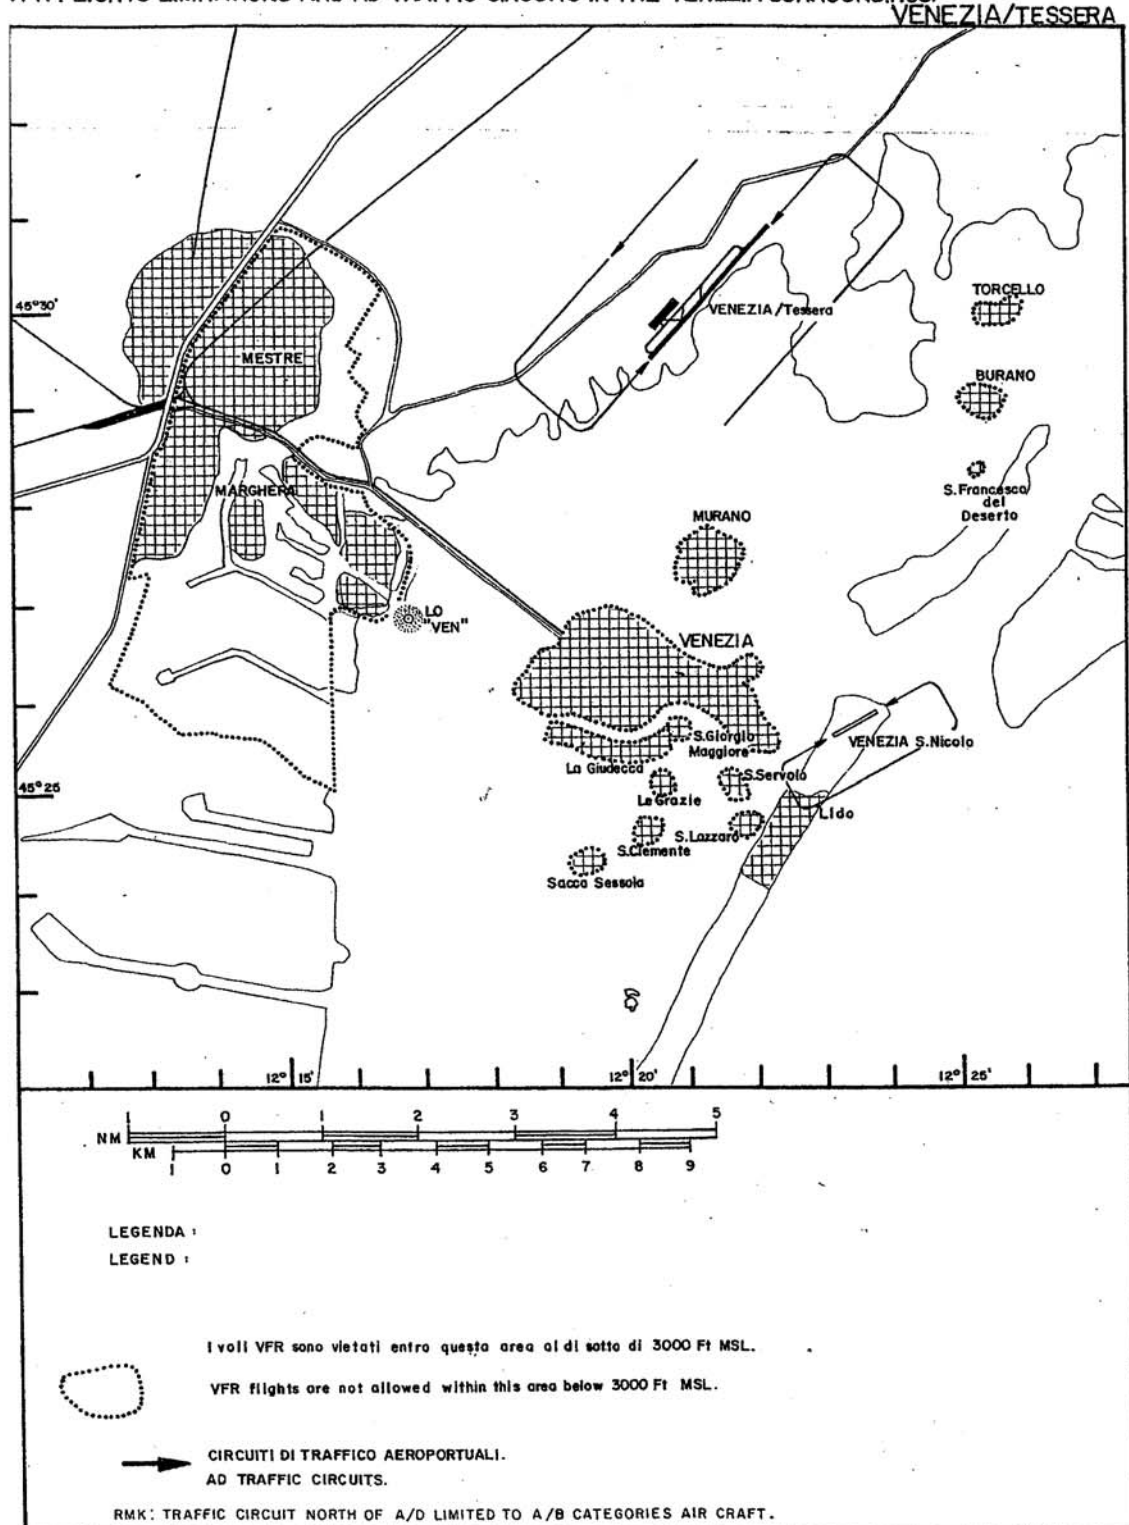 VENEZIA/TESSERA
45° 30'
TORCELLO
VENEZIA/Tessera
MESTRE
BURANO
MARGHERA
S. Francesco
del
Deserto
MURANO
LO
"VEN"
VENEZIA
S.Giorgio
Maggiore
VENEZIA S.Nicolo
La Giudecca
S.Servolo
45° 25
Le Grazie
Lido
S.Lazzaro
S.Clemente
Sacca Sessola
12° 15'
12° 20'
12° 25'
1 0 1 2 3 4 5
NM
KM
1 0 1 2 3 4 5 6 7 8 9
LEGENDA :
LEGEND :
I voli VFR sono vietati entro questa area al di sotto di 3000 Ft MSL.
VFR flights are not allowed within this area below 3000 Ft MSL.
CIRCUITI DI TRAFFICO AEROPORTUALI.
AD TRAFFIC CIRCUITS.
RMK: TRAFFIC CIRCUIT NORTH OF A/D LIMITED TO A/B CATEGORIES AIR CRAFT.